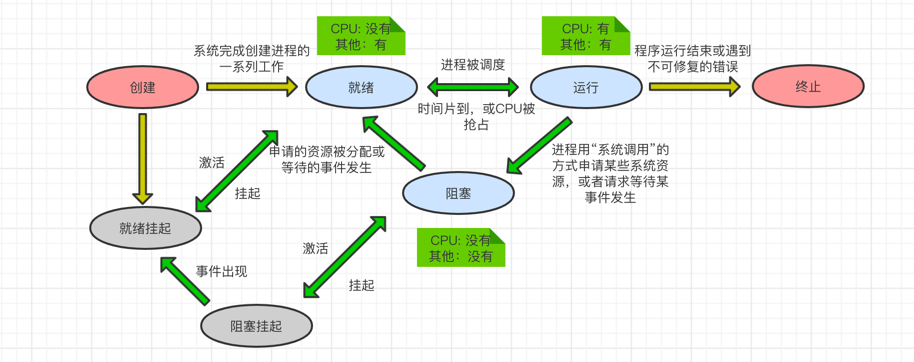 CPU: 没有
其他：有
CPU: 有
其他：有
系统完成创建进程的
一系列工作
进程被调度
程序运行结束或遇到
不可修复的错误
创建
就绪
运行
终止
时间片到，或CPU被
抢占
申请的资源被分配或
等待的事件发生
进程用“系统调用”的
方式申请某些系统资
源，或者请求等待某
事件发生
激活
挂起
阻塞
就绪挂起
CPU: 没有
其他：没有
激活
挂起
事件出现
阻塞挂起